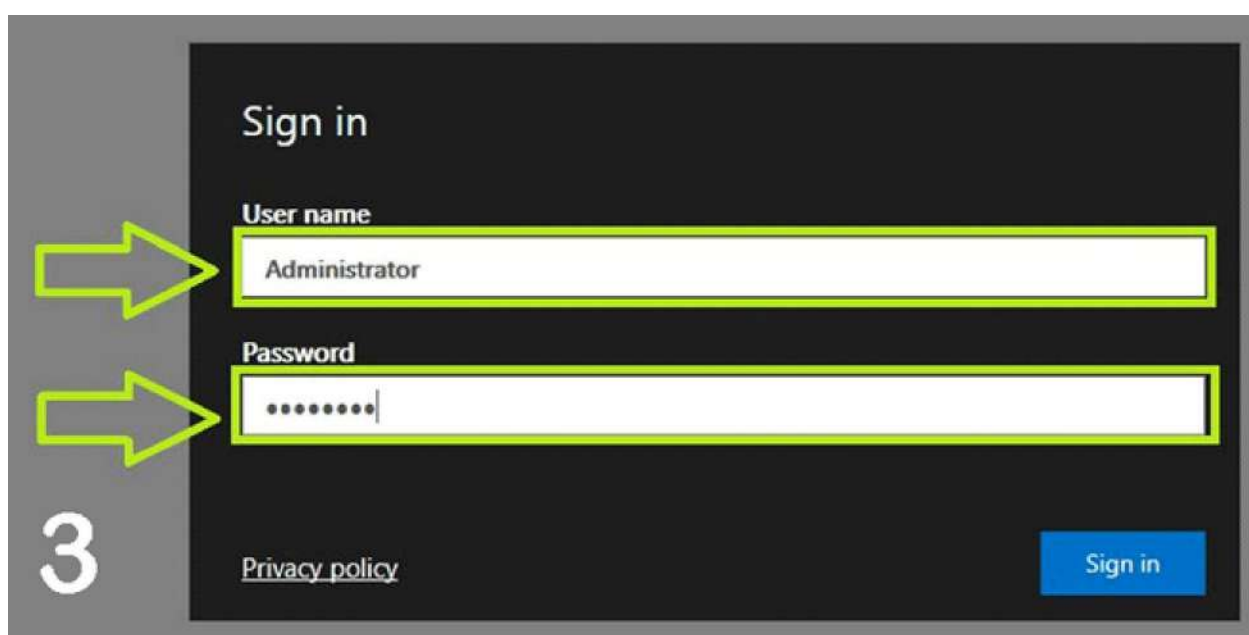 Sign in
User name
Administrator
Password
••••••••
3
Privacy policy
Sign in